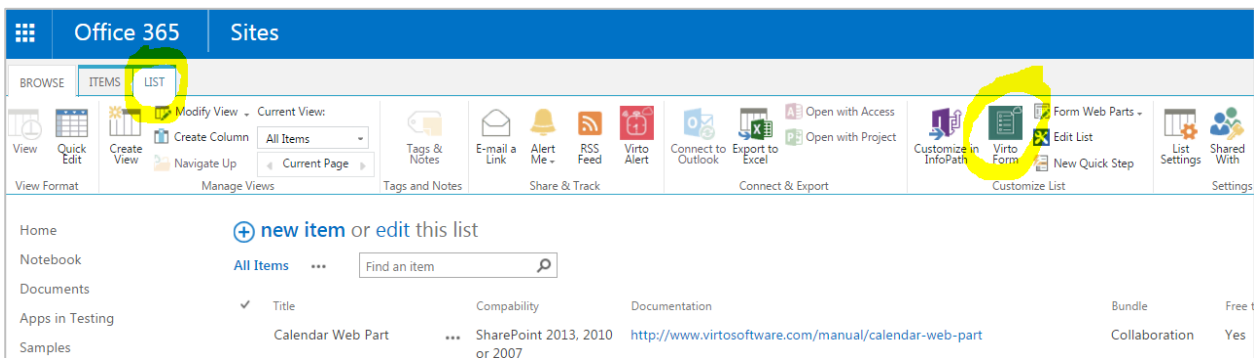 Office 365 Sites
BROWSE ITEMS LIST
View
Quick Edit
View Format
Create View
Modify View
Create Column
Navigate Up
Current View:
All Items
Current Page
Manage Views
Tags & Notes
Tags and Notes
E-mail a Link
Alert Me
RSS Feed
Virto Alert
Share & Track
Connect to Outlook
Export to Excel
Open with Access
Open with Project
Connect & Export
Customize in InfoPath
Virto Form
Form Web Parts
Edit List
New Quick Step
Customize List
List Settings
Shared With
Settings
Home
Notebook
Documents
Apps in Testing
Samples
new item or edit this list
All Items ••• Find an item
Title Compability Documentation Bundle Free t
Calendar Web Part ••• SharePoint 2013, 2010 http://www.virtosoftware.com/manual/calendar-web-part Collaboration Yes
or 2007